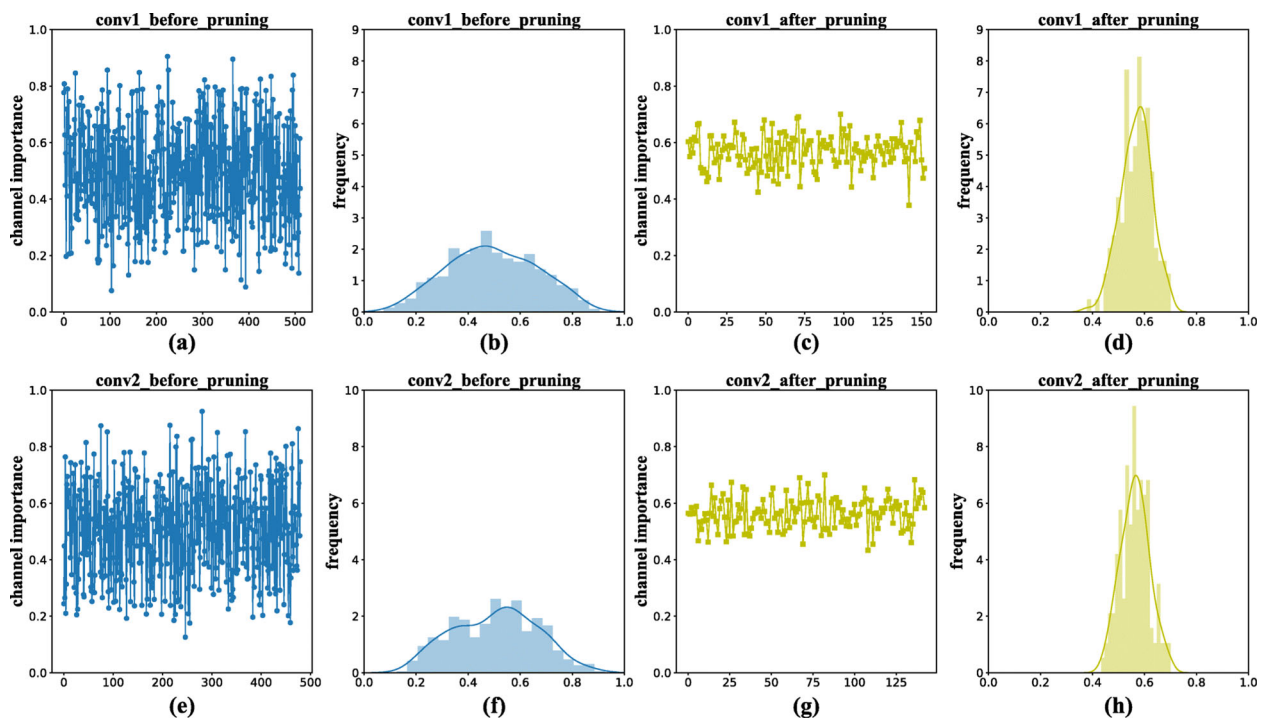 conv1_before_pruning
channel importance
1.0
0.8
0.6
0.4
0.2
0.0
0 100 200 300 400 500
(a)
conv1_before_pruning
frequency
9
8
7
6
5
4
3
2
1
0
0.0 0.2 0.4 0.6 0.8 1.0
(b)
conv1_after_pruning
channel importance
1.0
0.8
0.6
0.4
0.2
0.0
0 25 50 75 100 125 150
(c)
conv1_after_pruning
frequency
9
8
7
6
5
4
3
2
1
0
0.0 0.2 0.4 0.6 0.8 1.0
(d)
conv2_before_pruning
channel importance
1.0
0.8
0.6
0.4
0.2
0.0
0 100 200 300 400 500
(e)
conv2_before_pruning
frequency
10
8
6
4
2
0
0.0 0.2 0.4 0.6 0.8 1.0
(f)
conv2_after_pruning
channel importance
1.0
0.8
0.6
0.4
0.2
0.0
0 25 50 75 100 125
(g)
conv2_after_pruning
frequency
10
8
6
4
2
0
0.0 0.2 0.4 0.6 0.8 1.0
(h)